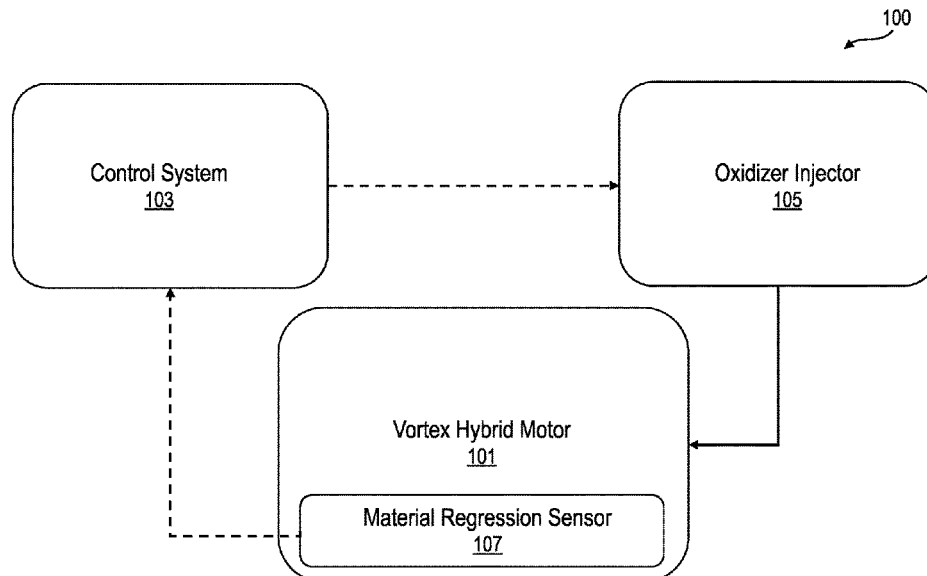 100
Control System
103
Oxidizer Injector
105
Vortex Hybrid Motor
101
Material Regression Sensor
107